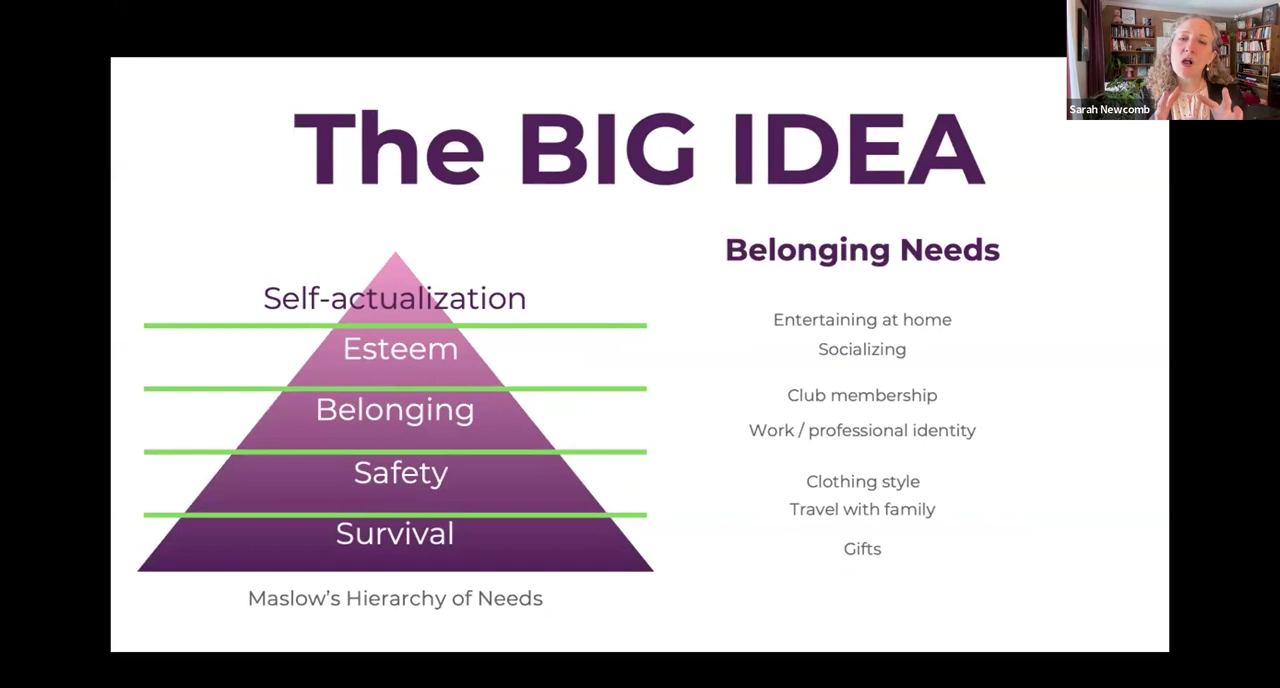 Sarah Newcomb
The BIG IDEA
Self-actualization
Esteem
Belonging
Safety
Survival
Maslow’s Hierarchy of Needs
Belonging Needs
Entertaining at home
Socializing
Club membership
Work / professional identity
Clothing style
Travel with family
Gifts